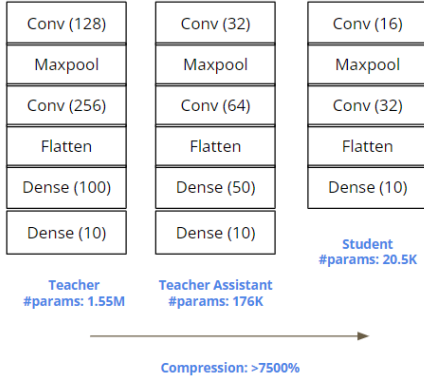 Conv (128)
Maxpool
Conv (256)
Flatten
Dense (100)
Dense (10)
Teacher
#params: 1.55M
Conv (32)
Maxpool
Conv (64)
Flatten
Dense (50)
Dense (10)
Teacher Assistant
#params: 176K
Conv (16)
Maxpool
Conv (32)
Flatten
Dense (10)
Student
#params: 20.5K
Compression: >7500%